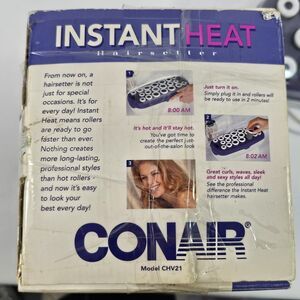 INSTANT HEAT
Hairsetter
From now on, a
hairsetter is not
just for special
occasions. It's for
every day! Instant
Heat means rollers
are ready to go
faster than ever.
Nothing creates
more long-lasting,
professional styles
than hot rollers -
and now it's easy
to look your
best every day!
1
8:00 AM
Just turn it on:
Simply plug it in and rollers will
be ready to use in 2 minutes!
It's hot and it'll stay hot.
You've got time to
create the perfect just-
out-of-the-salon look
2
8:02 AM
3
Great curls, waves, sleek
and sexy styles all day!
See the professional
difference the Instant Heat
hairsetter makes.
CONAIR®
Model CHV21